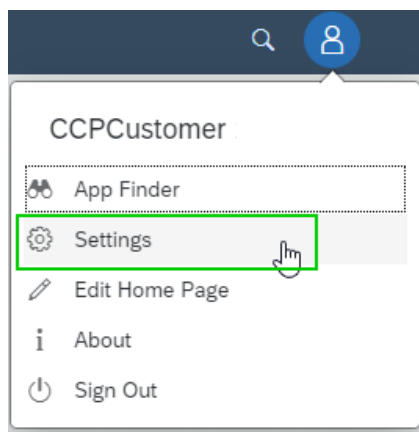 CCPCustomer
App Finder
Settings
Edit Home Page
About
Sign Out